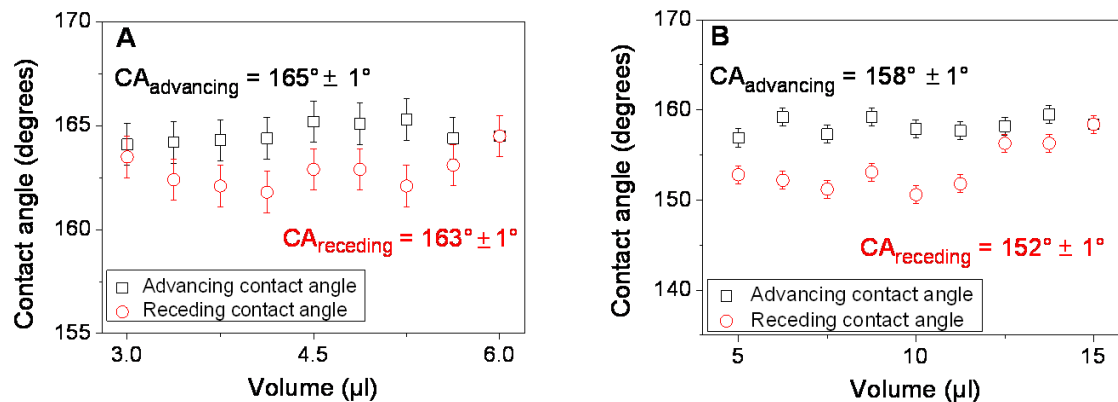 A
CAadvancing = 165° ± 1°
CAreceding = 163° ± 1°
Advancing contact angle
Receding contact angle
Contact angle (degrees)
170
165
160
155
3.0 4.5 6.0
Volume (µl)
B
CAadvancing = 158° ± 1°
CAreceding = 152° ± 1°
Advancing contact angle
Receding contact angle
Contact angle (degrees)
170
160
150
140
5 10 15
Volume (µl)